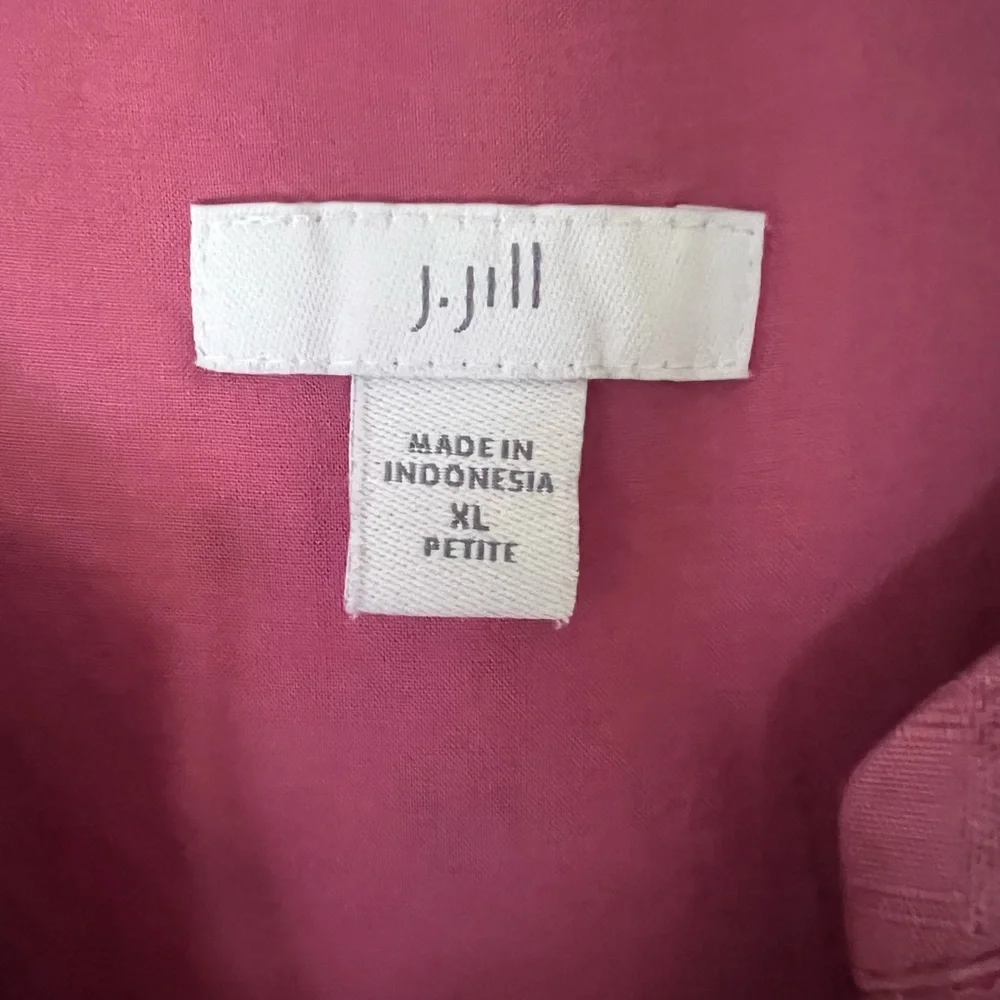 J.Jill
MADE IN
INDONESIA
XL
PETITE